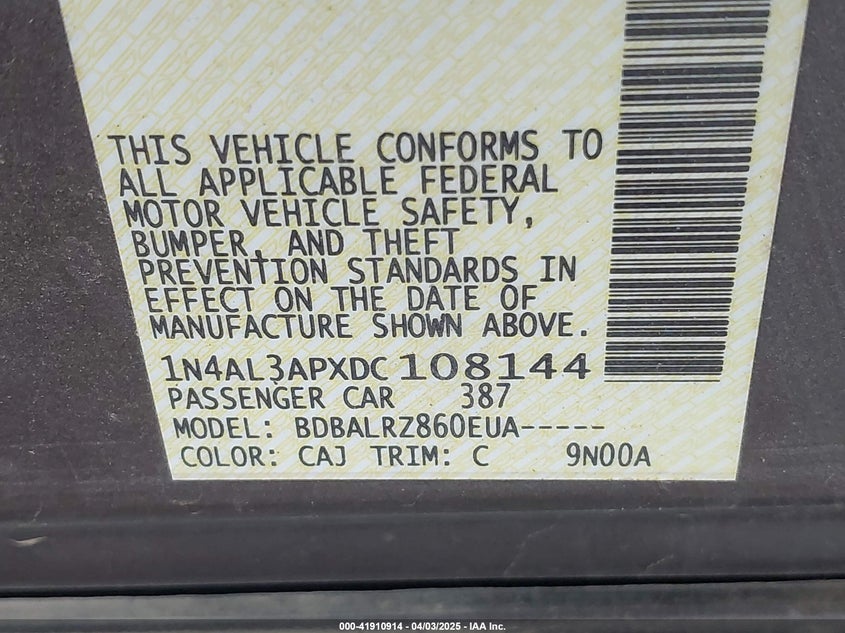 THIS VEHICLE CONFORMS TO
ALL APPLICABLE FEDERAL
MOTOR VEHICLE SAFETY,
BUMPER, AND THEFT
PREVENTION STANDARDS IN
EFFECT ON THE DATE OF
MANUFACTURE SHOWN ABOVE.
1N4AL3APXDC108144
PASSENGER CAR 387
MODEL: BDBALRZ860EUA-----
COLOR: CAJ TRIM: C 9N00A
000-41910914 - 04/03/2025 - IAA Inc.